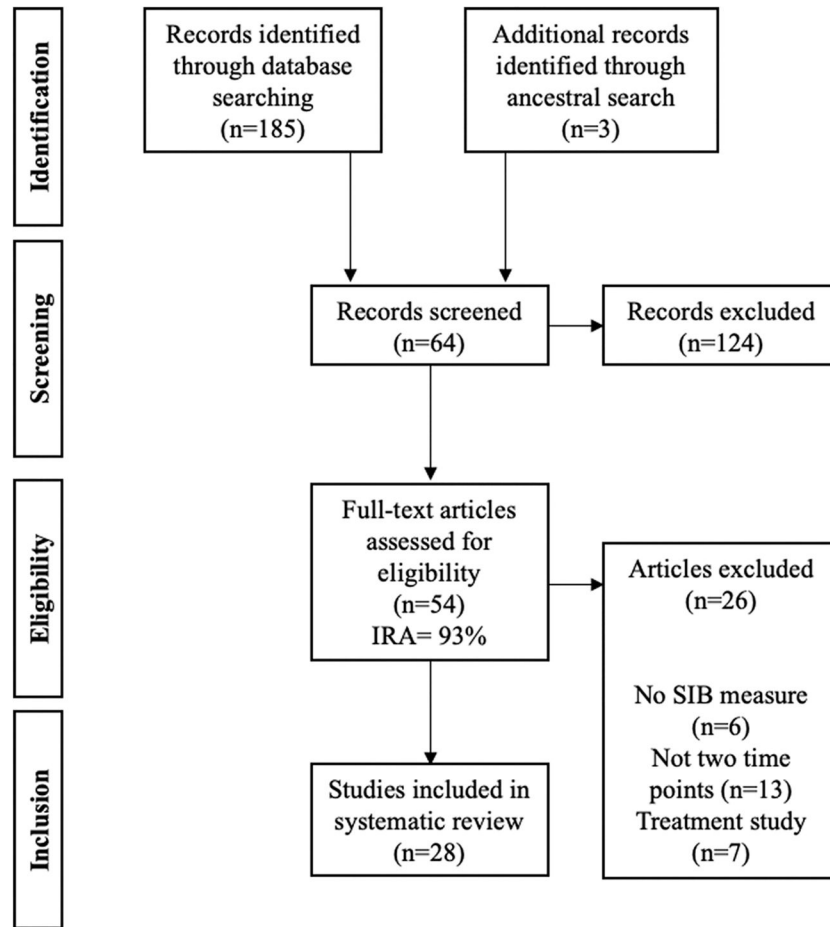 Identification
Records identified
through database
searching
(n=185)
Additional records
identified through
ancestral search
(n=3)
Screening
Records screened
(n=64)
Records excluded
(n=124)
Eligibility
Full-text articles
assessed for
eligibility
(n=54)
IRA= 93%
Articles excluded
(n=26)
No SIB measure
(n=6)
Not two time
points (n=13)
Treatment study
(n=7)
Inclusion
Studies included in
systematic review
(n=28)